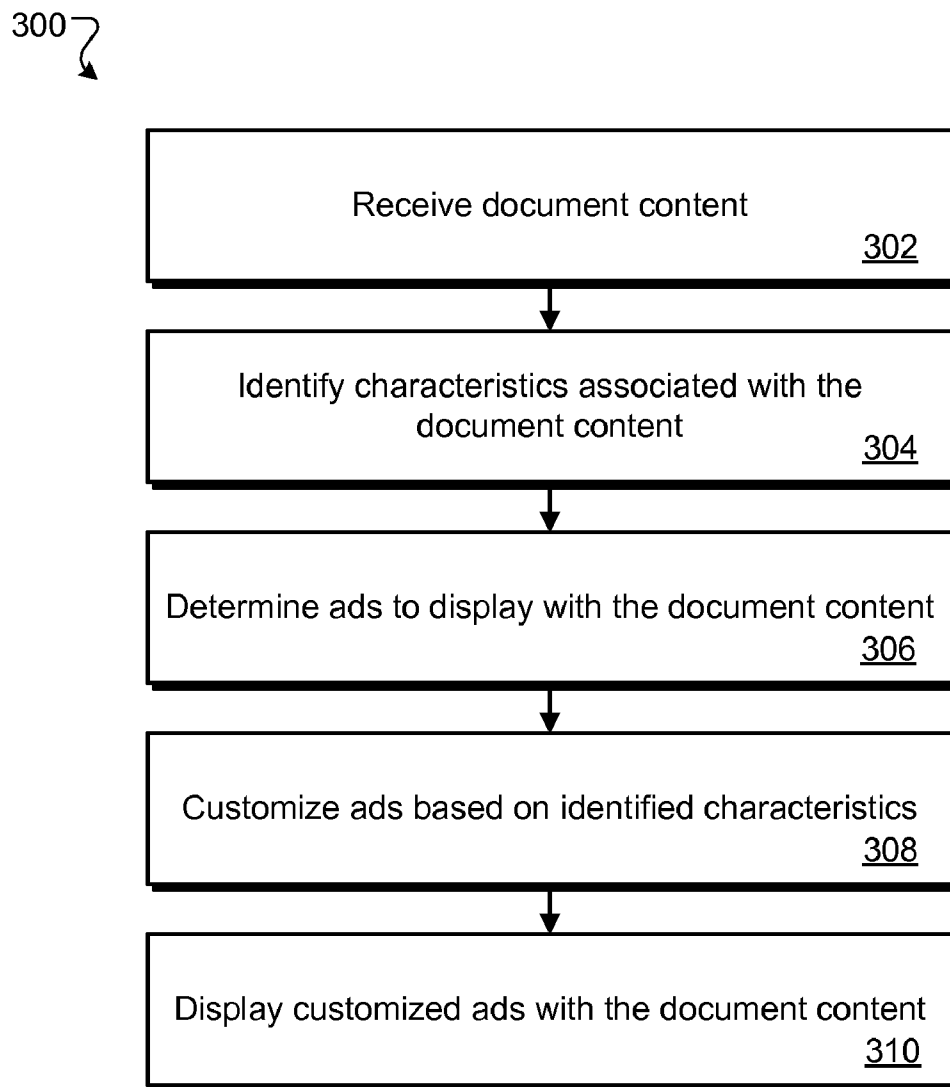 300
Receive document content
302
Identify characteristics associated with the
document content
304
Determine ads to display with the document content
306
Customize ads based on identified characteristics
308
Display customized ads with the document content
310